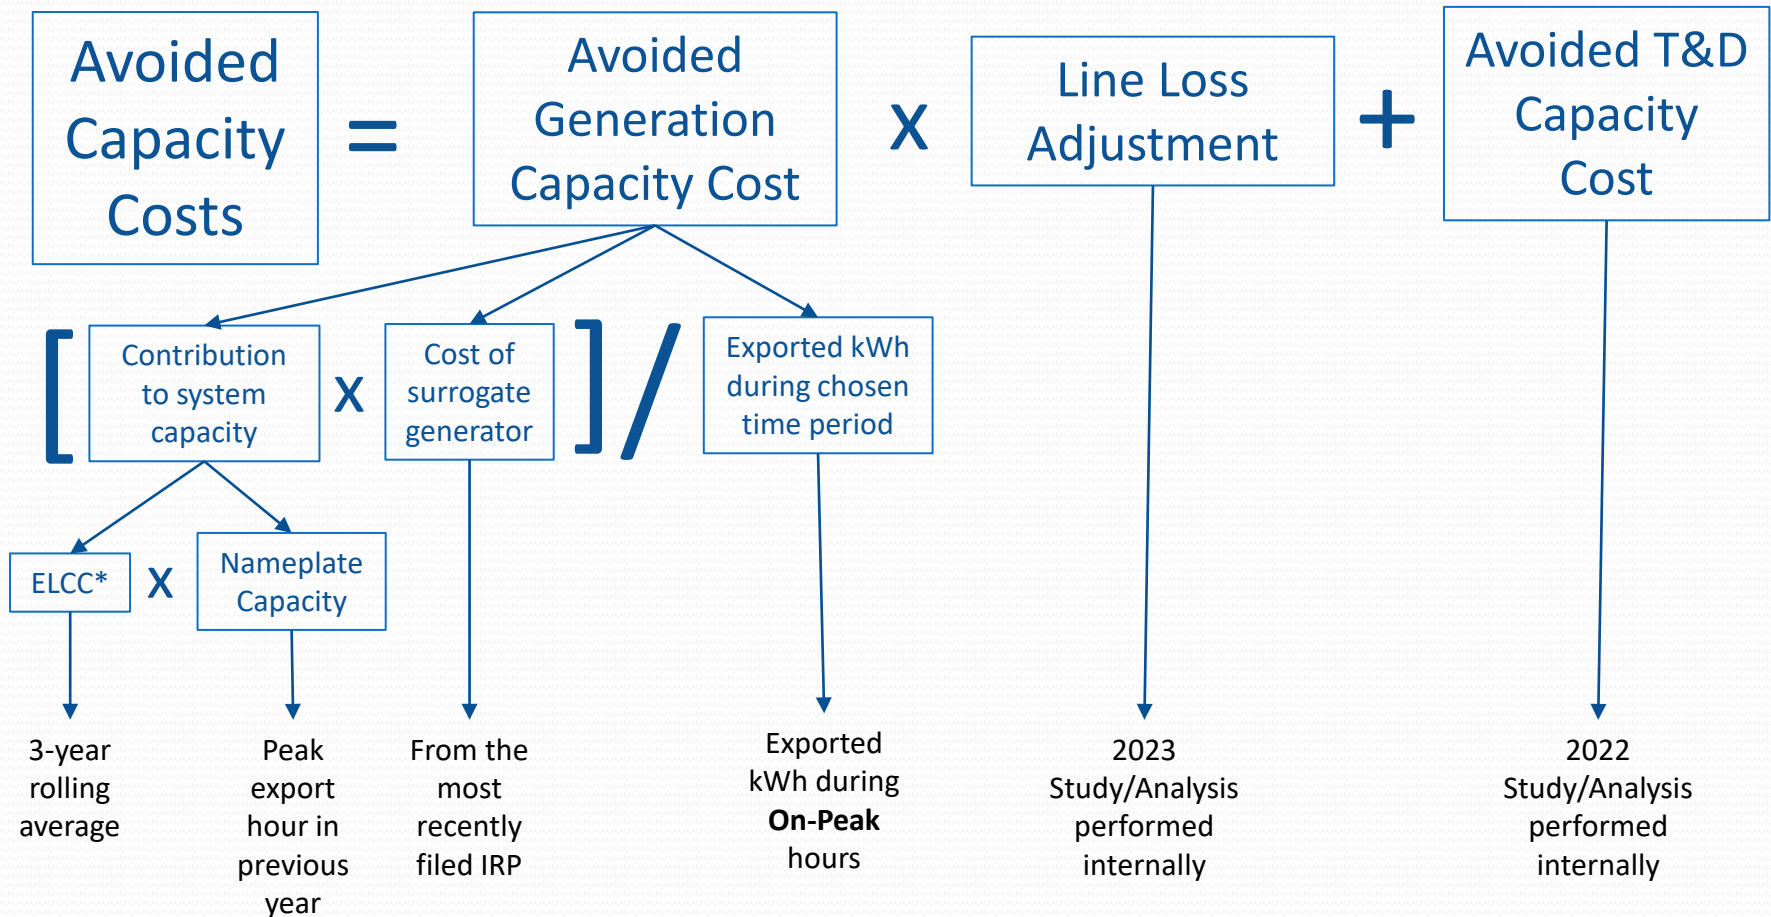 Avoided
Capacity
Costs
=
Avoided
Generation
Capacity Cost
x
Line Loss
Adjustment
+
Avoided T&D
Capacity
Cost
[
Contribution
to system
capacity
x
Cost of
surrogate
generator
]
/
Exported kWh
during chosen
time period
ELCC*
x
Nameplate
Capacity
3-year
rolling
average
Peak
export
hour in
previous
year
From the
most
recently
filed IRP
Exported
kWh during
On-Peak
hours
2023
Study/Analysis
performed
internally
2022
Study/Analysis
performed
internally